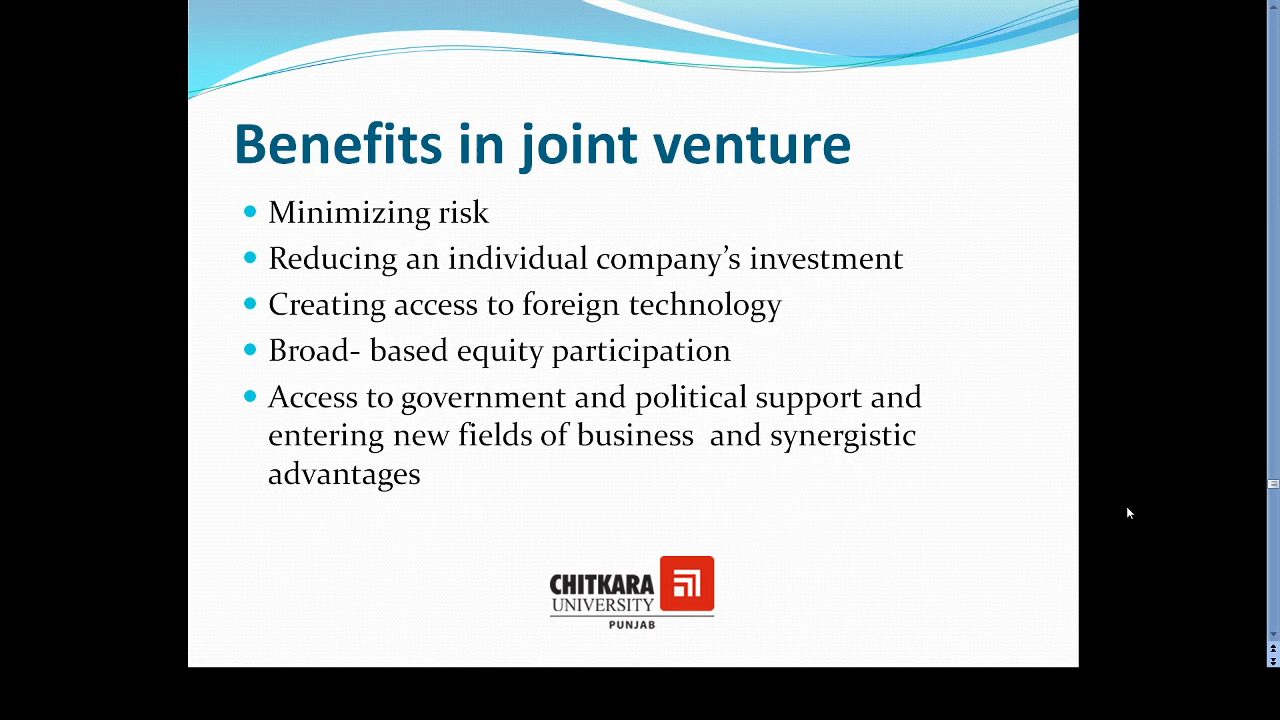 Benefits in joint venture
Minimizing risk
Reducing an individual company’s investment
Creating access to foreign technology
Broad- based equity participation
Access to government and political support and
entering new fields of business  and synergistic
advantages
CHITKARA
UNIVERSITY
PUNJAB